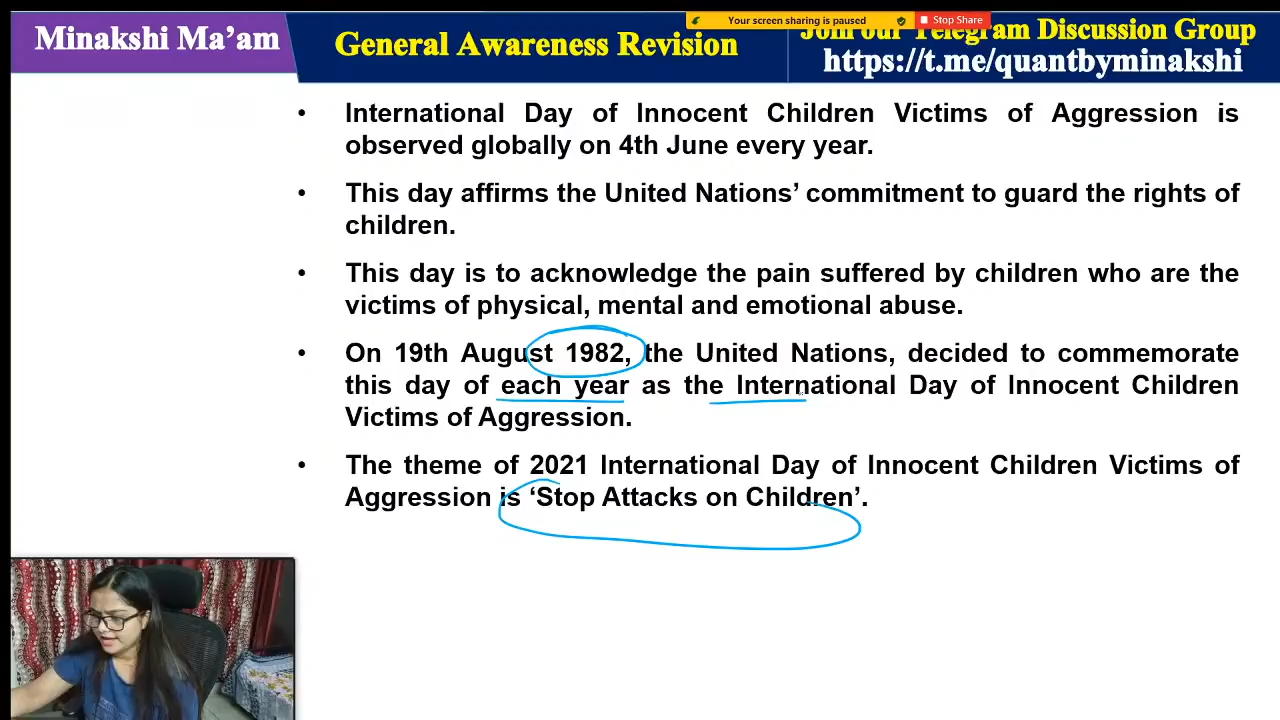 Minakshi Ma’am
General Awareness Revision
Your screen sharing is paused
Stop Share
Join our Telegram Discussion Group
https://t.me/quantbyminakshi
• International Day of Innocent Children Victims of Aggression is
observed globally on 4th June every year.
• This day affirms the United Nations’ commitment to guard the rights of
children.
• This day is to acknowledge the pain suffered by children who are the
victims of physical, mental and emotional abuse.
• On 19th August 1982, the United Nations, decided to commemorate
this day of each year as the International Day of Innocent Children
Victims of Aggression.
• The theme of 2021 International Day of Innocent Children Victims of
Aggression is ‘Stop Attacks on Children’.